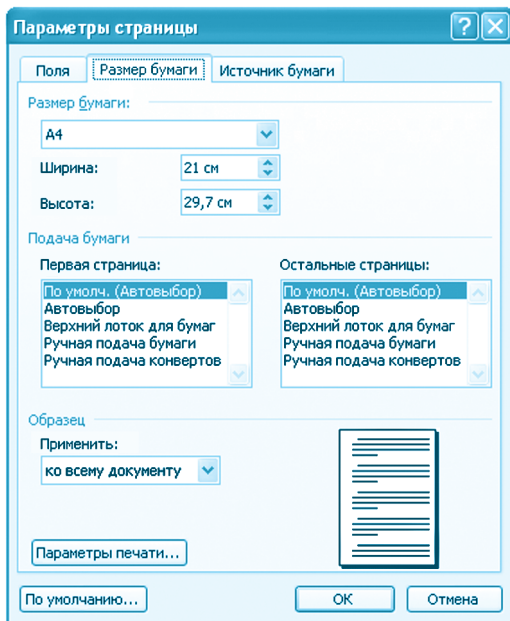 Параметры страницы
Поля Размер бумаги Источник бумаги
Размер бумаги:
A4
Ширина: 21 см
Высота: 29,7 см
Подача бумаги
Первая страница: Остальные страницы:
По умолч. (Автовыбор) По умолч. (Автовыбор)
Автовыбор Автовыбор
Верхний лоток для бумаг Верхний лоток для бумаг
Ручная подача бумаги Ручная подача бумаги
Ручная подача конвертов Ручная подача конвертов
Образец
Применить:
ко всему документу
Параметры печати...
По умолчанию... ОК Отмена